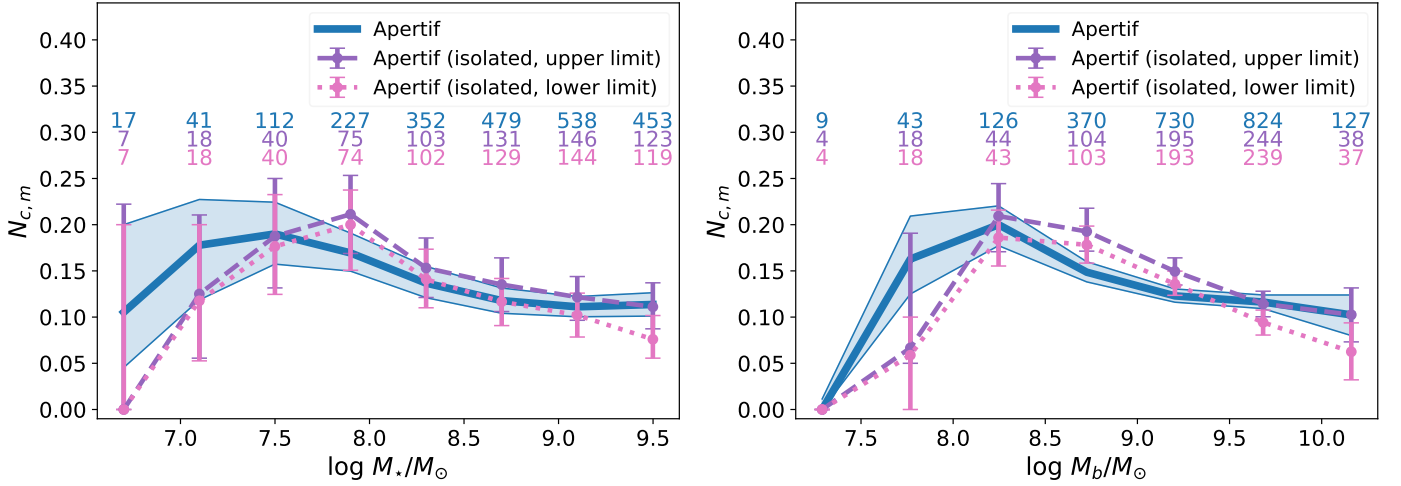 0.40
0.35
0.30
0.25
0.20
0.15
0.10
0.05
0.00
N_{c,m}
Apertif
Apertif (isolated, upper limit)
Apertif (isolated, lower limit)
17 41 112 227 352 479 538 453
7 18 40 75 103 131 146 123
7 18 40 74 102 129 144 119
7.0 7.5 8.0 8.5 9.0 9.5
log M⋆/M⊙
0.40
0.35
0.30
0.25
0.20
0.15
0.10
0.05
0.00
N_{c,m}
Apertif
Apertif (isolated, upper limit)
Apertif (isolated, lower limit)
9 43 126 370 730 824 127
4 18 44 104 195 244 38
4 18 43 103 193 239 37
7.5 8.0 8.5 9.0 9.5 10.0
log M_b/M⊙